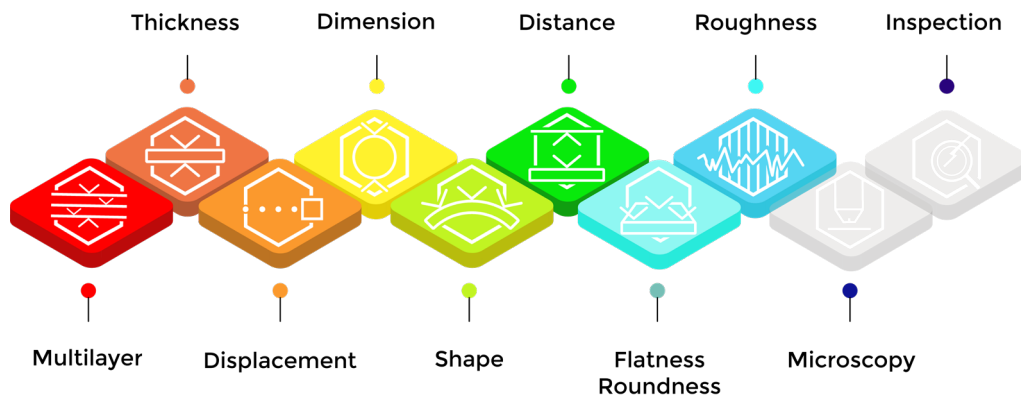 Thickness
Dimension
Distance
Roughness
Inspection
Multilayer
Displacement
Shape
Flatness
Roundness
Microscopy